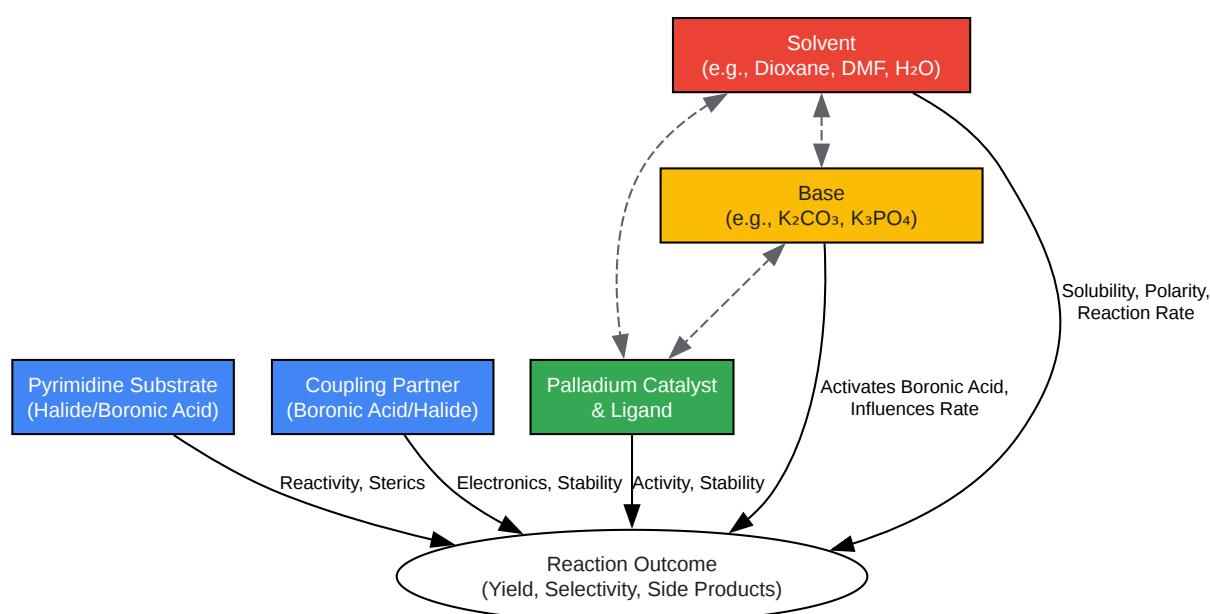 Solvent
(e.g., Dioxane, DMF, H₂O)
Base
(e.g., K₂CO₃, K₃PO₄)
Solubility, Polarity,
Reaction Rate
Pyrimidine Substrate
(Halide/Boronic Acid)
Coupling Partner
(Boronic Acid/Halide)
Palladium Catalyst
& Ligand
Activates Boronic Acid,
Influences Rate
Reactivity, Sterics
Electronics, Stability
Activity, Stability
Reaction Outcome
(Yield, Selectivity, Side Products)